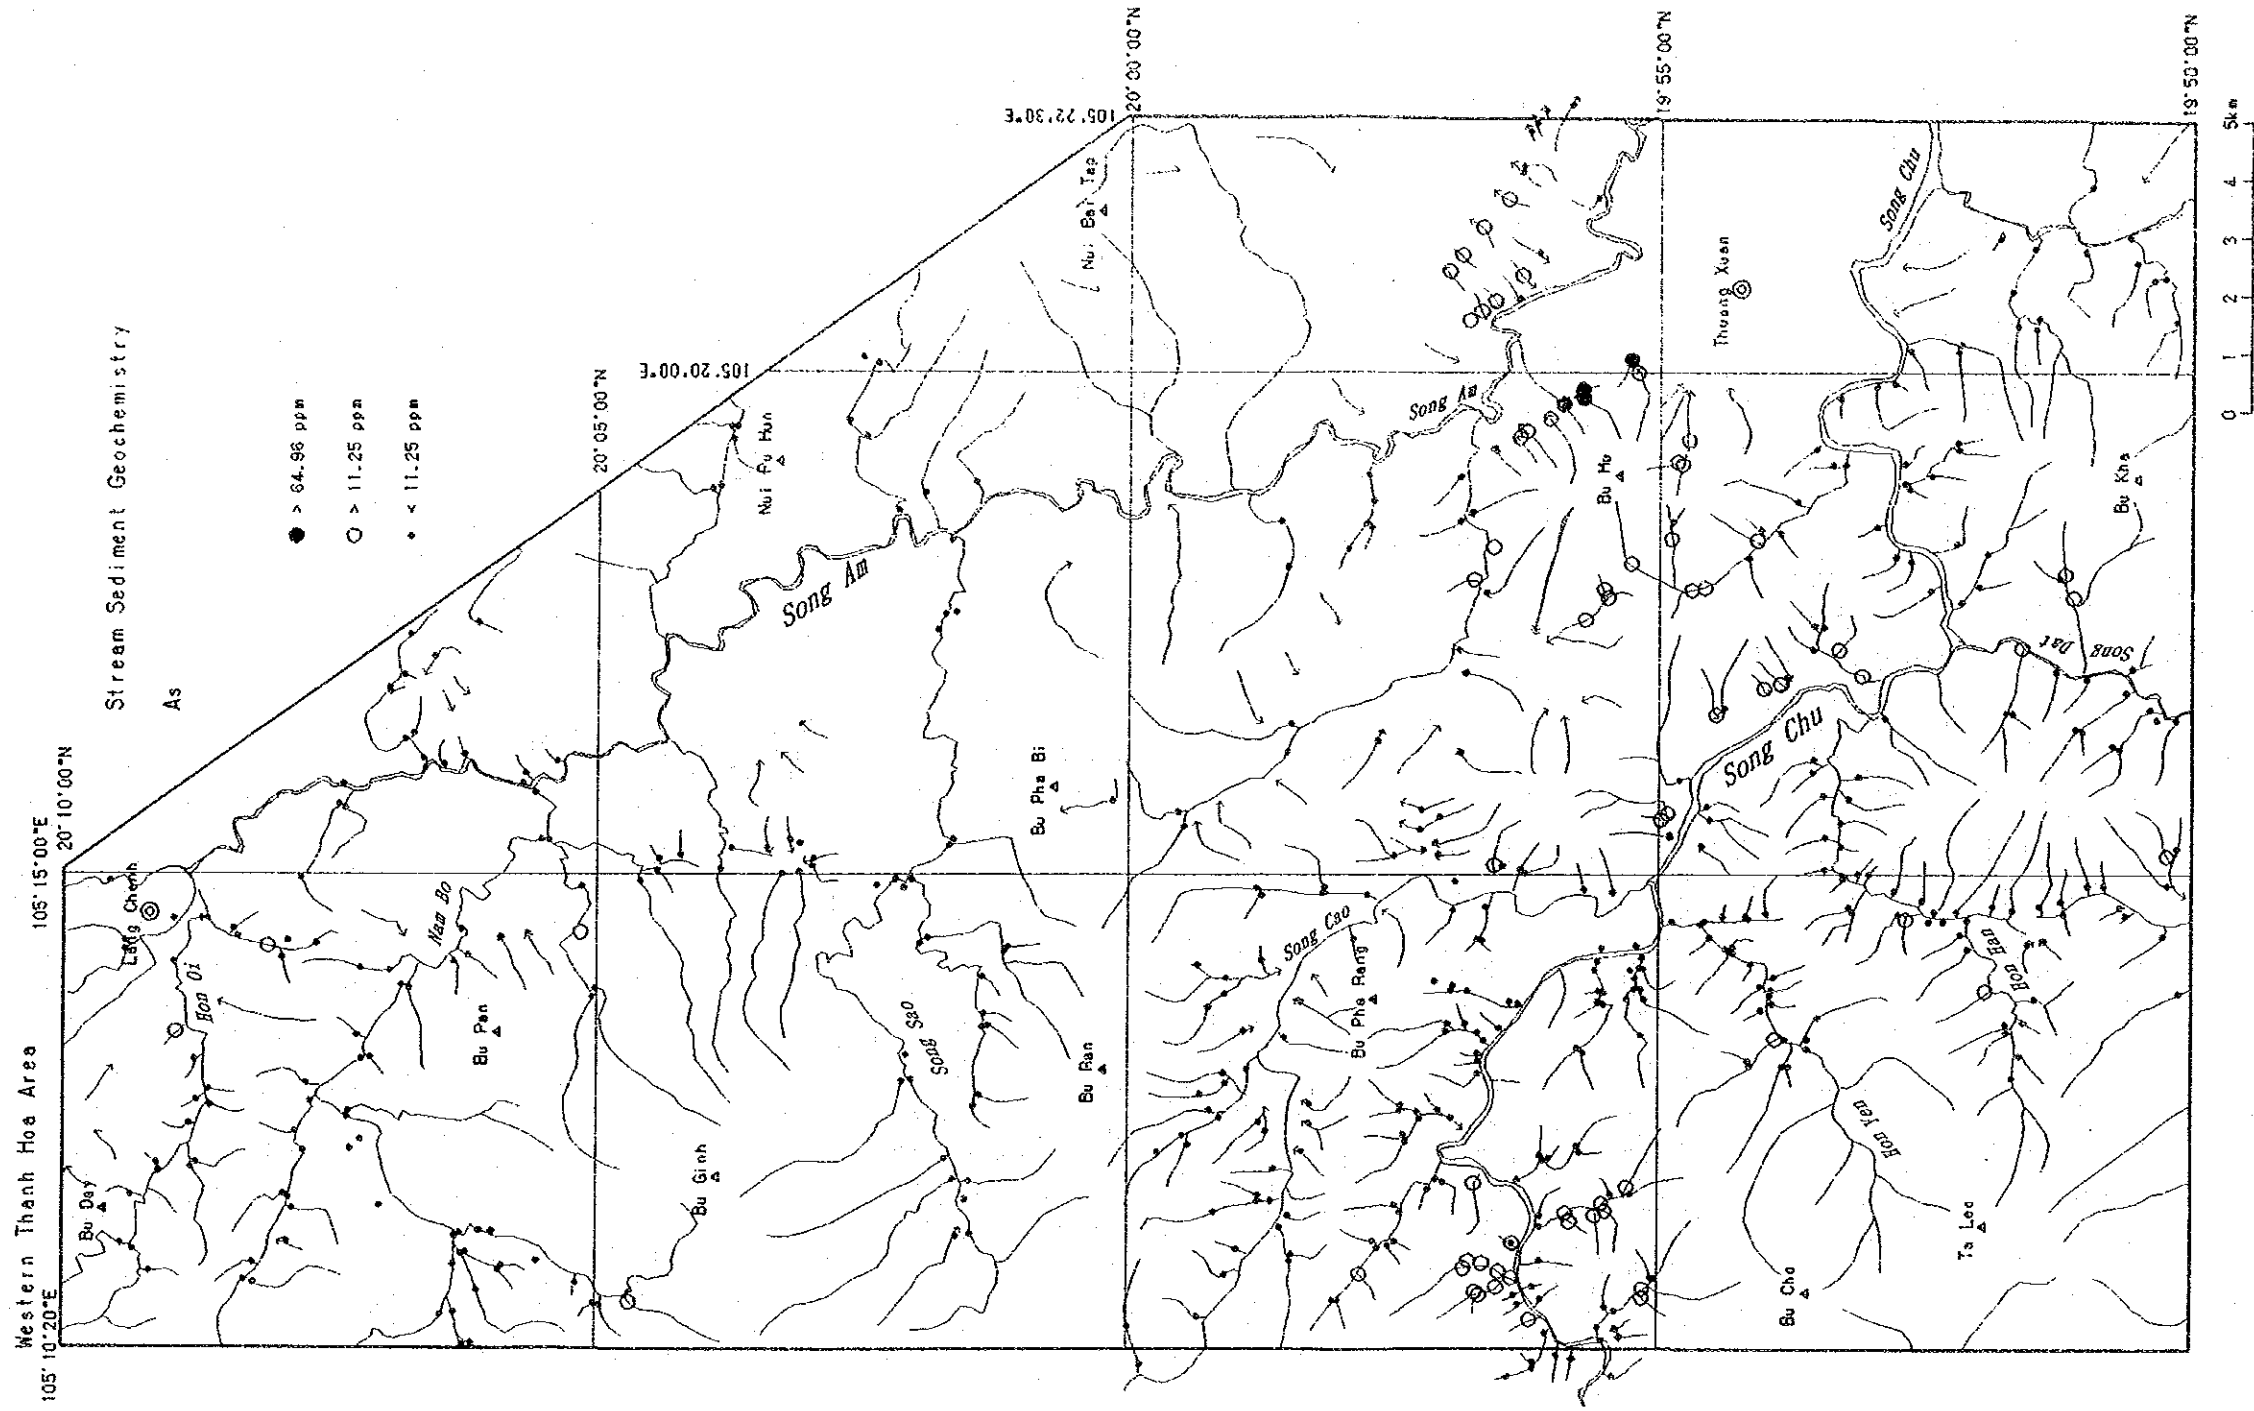 Western Thanh Hoa Area
Stream Sediment Geochemistry
As
> 64.96 ppm
> 11.25 ppm
< 11.25 ppm
105°10'20"E
105°15'00"E
20°10'00"N
20°05'00"N
105°20'00"E
105°22'30"E
20°00'00"N
19°55'00"N
19°50'00"N
Lang Chanh
Bu Day
Hon Oi
Nam Bo
Bu Pan
Bu Ginh
Nui Pu Hun
Song Am
Song Sao
Bu Ran
Bu Pha Bi
Nui Bai Tap
Song Cao
Bu Pha Rang
Song Am
Bu Mu
Thuong Xuan
Song Chu
Song Chu
Song Dat
Bu Kha
Hon Han
Hon Yen
Ta Leo
Bu Cho
0 1 2 3 4 5km